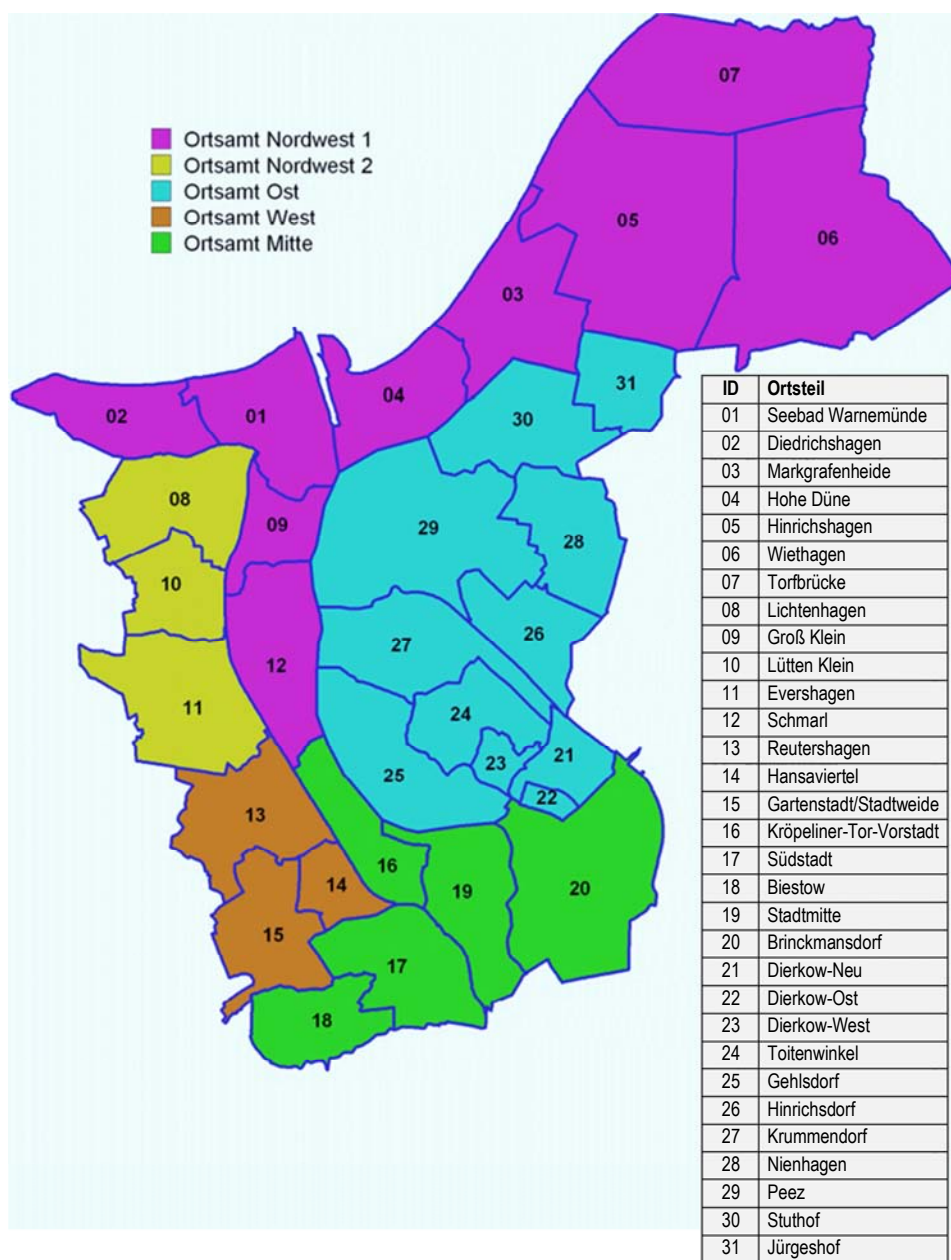 07
Ortsamt Nordwest 1
Ortsamt Nordwest 2
Ortsamt Ost
Ortsamt West
Ortsamt Mitte
05
06
03
04
31
30
02
01
08
09
29
28
10
26
27
12
11
24
21
23
25
22
13
16
14
19
20
15
17
18
ID Ortsteil
01 Seebad Warnemünde
02 Diedrichshagen
03 Markgrafenheide
04 Hohe Düne
05 Hinrichshagen
06 Wiethagen
07 Torfbrücke
08 Lichtenhagen
09 Groß Klein
10 Lütten Klein
11 Evershagen
12 Schmarl
13 Reutershagen
14 Hansaviertel
15 Gartenstadt/Stadtweide
16 Kröpeliner-Tor-Vorstadt
17 Südstadt
18 Biestow
19 Stadtmitte
20 Brinckmansdorf
21 Dierkow-Neu
22 Dierkow-Ost
23 Dierkow-West
24 Toitenwinkel
25 Gehlsdorf
26 Hinrichsdorf
27 Krummendorf
28 Nienhagen
29 Peez
30 Stuthof
31 Jürgeshof